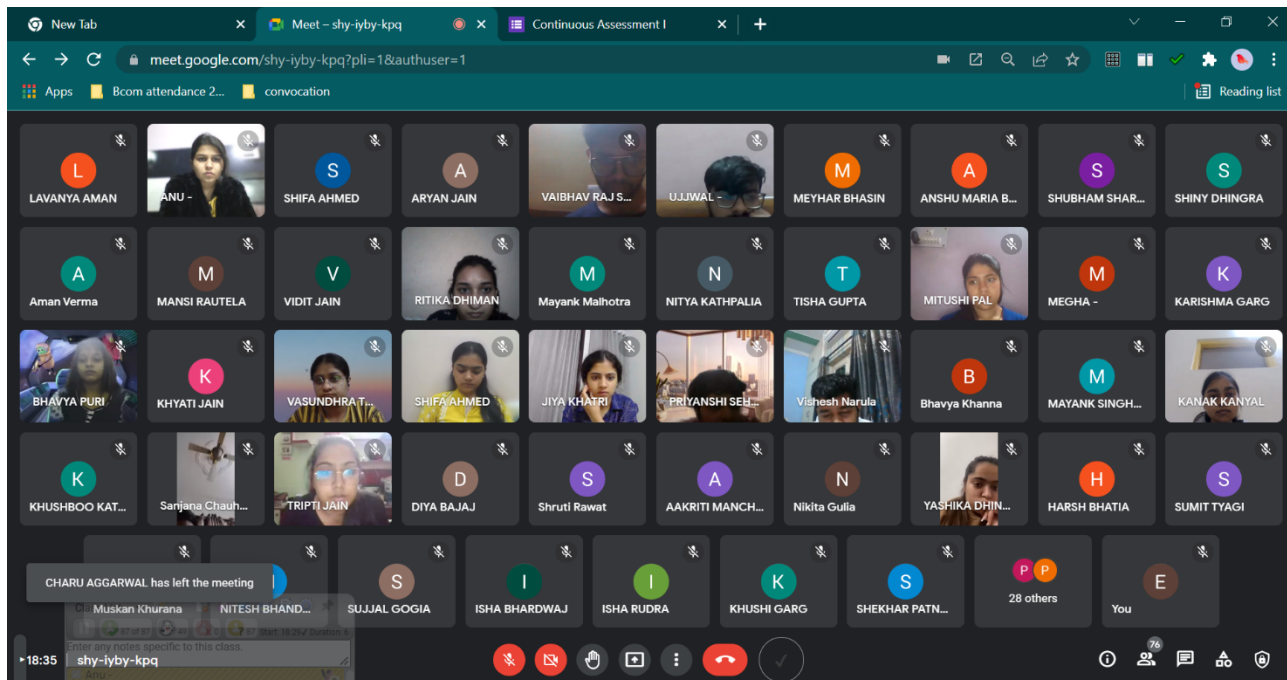 New Tab
Meet – shy-iyby-kpq
Continuous Assessment I
meet.google.com/shy-iyby-kpq?pli=1&authuser=1
Apps
Bcom attendance 2...
convocation
Reading list
L
LAVANYA AMAN
ANU -
S
SHIFA AHMED
A
ARYAN JAIN
VAIBHAV RAJ S...
UJJWAL -
M
MEYHAR BHASIN
A
ANSHU MARIA B...
S
SHUBHAM SHAR...
S
SHINY DHINGRA
A
Aman Verma
M
MANSI RAUTELA
V
VIDIT JAIN
RITIKA DHIMAN
M
Mayank Malhotra
N
NITYA KATHPALIA
T
TISHA GUPTA
MITUSHI PAL
M
MEGHA -
K
KARISHMA GARG
BHAVYA PURI
K
KHYATI JAIN
VASUNDHRA T...
SHIFA AHMED
JIYA KHATRI
PRIYANSHI SEH...
Vishesh Narula
B
Bhavya Khanna
M
MAYANK SINGH...
KANAK KANYAL
K
KHUSHBOO KAT...
Sanjana Chauh...
TRIPTI JAIN
D
DIYA BAJAJ
S
Shruti Rawat
A
AAKRITI MANCH...
N
Nikita Gulia
YASHIKA DHIN...
H
HARSH BHATIA
S
SUMIT TYAGI
CHARU AGGARWAL has left the meeting
Muskan Khurana
NITESH BHAND...
S
SUJJAL GOGIA
I
ISHA BHARDWAJ
I
ISHA RUDRA
K
KHUSHI GARG
S
SHEKHAR PATN...
P P
28 others
E
You
87 of 87
Enter any notes specific to this class.
18:35
shy-iyby-kpq
Anu
76